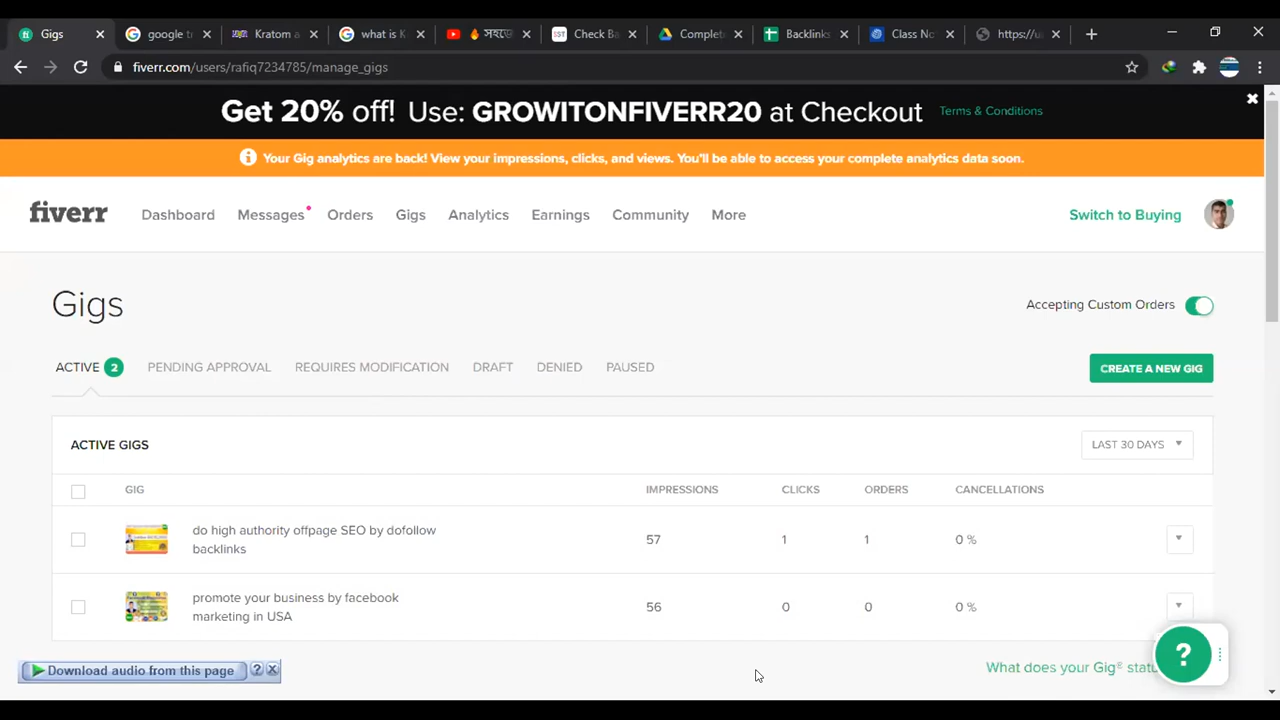 Gigs
google tr
Kratom a
what is K
🔥 সহজে
Check Ba
Complet
Backlinks
Class No
https://u
fiverr.com/users/rafiq7234785/manage_gigs
Get 20% off! Use: GROWITONFIVERR20 at Checkout
Terms & Conditions
Your Gig analytics are back! View your impressions, clicks, and views. You'll be able to access your complete analytics data soon.
fiverr
Dashboard
Messages
Orders
Gigs
Analytics
Earnings
Community
More
Switch to Buying
Gigs
Accepting Custom Orders
ACTIVE 2
PENDING APPROVAL
REQUIRES MODIFICATION
DRAFT
DENIED
PAUSED
CREATE A NEW GIG
ACTIVE GIGS
LAST 30 DAYS
GIG IMPRESSIONS CLICKS ORDERS CANCELLATIONS
do high authority offpage SEO by dofollow
backlinks
57 1 1 0 %
promote your business by facebook
marketing in USA
56 0 0 0 %
Download audio from this page ?
What does your Gig® statu
?